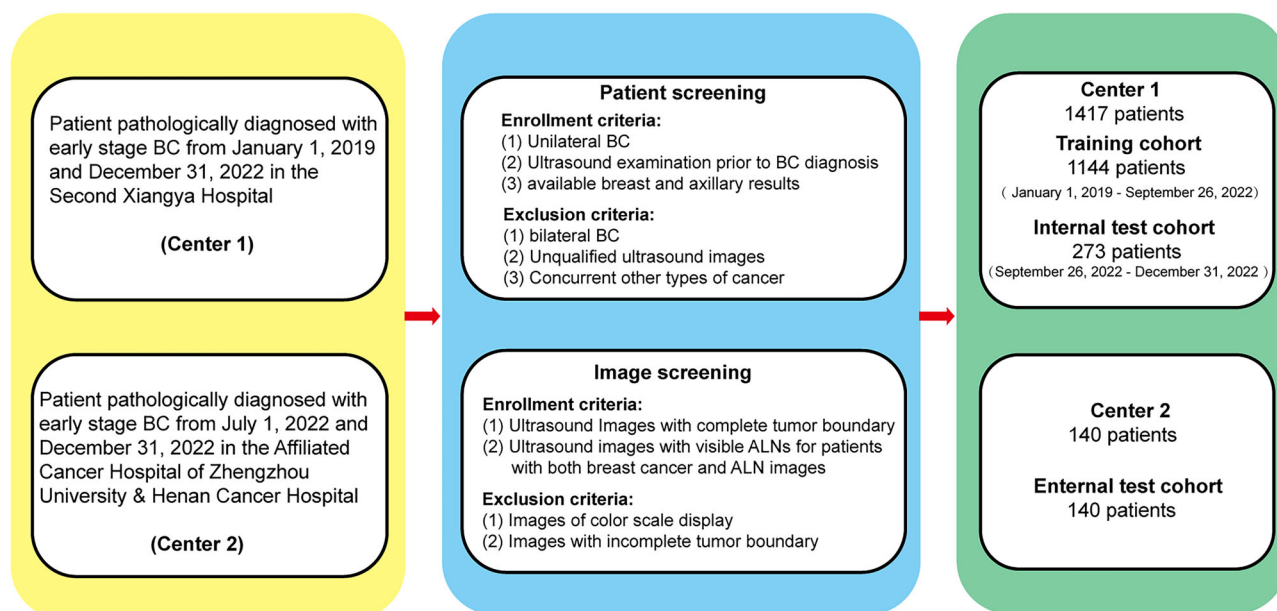 Patient pathologically diagnosed with
early stage BC from January 1, 2019
and December 31, 2022 in the
Second Xiangya Hospital
(Center 1)
Patient pathologically diagnosed with
early stage BC from July 1, 2022 and
December 31, 2022 in the Affiliated
Cancer Hospital of Zhengzhou
University & Henan Cancer Hospital
(Center 2)
Patient screening
Enrollment criteria:
(1) Unilateral BC
(2) Ultrasound examination prior to BC diagnosis
(3) available breast and axillary results
Exclusion criteria:
(1) bilateral BC
(2) Unqualified ultrasound images
(3) Concurrent other types of cancer
Image screening
Enrollment criteria:
(1) Ultrasound Images with complete tumor boundary
(2) Ultrasound images with visible ALNs for patients
with both breast cancer and ALN images
Exclusion criteria:
(1) Images of color scale display
(2) Images with incomplete tumor boundary
Center 1
1417 patients
Training cohort
1144 patients
( January 1, 2019 - September 26, 2022)
Internal test cohort
273 patients
(September 26, 2022 - December 31, 2022 )
Center 2
140 patients
Enternal test cohort
140 patients